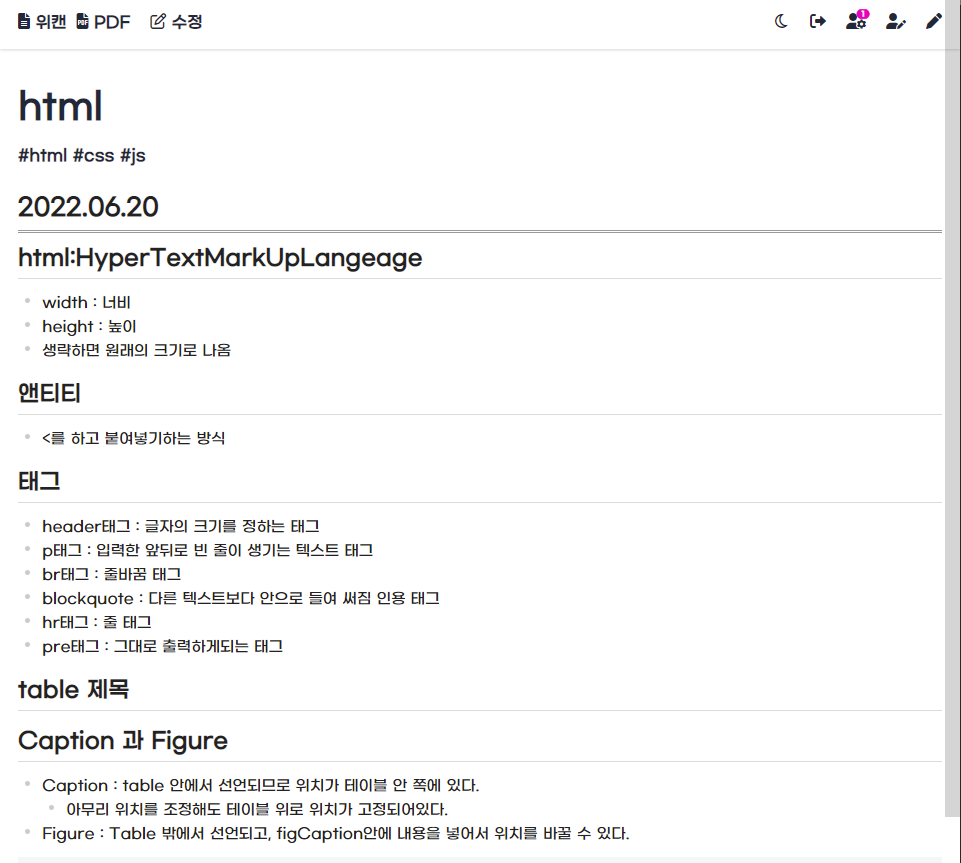 위캔 PDF 수정
1
html
#html #css #js
2022.06.20
html:HyperTextMarkUpLangeage
width : 너비
height : 높이
생략하면 원래의 크기로 나옴
앤티티
<를 하고 붙여넣기하는 방식
태그
header태그 : 글자의 크기를 정하는 태그
p태그 : 입력한 앞뒤로 빈 줄이 생기는 텍스트 태그
br태그 : 줄바꿈 태그
blockquote : 다른 텍스트보다 안으로 들여 써짐 인용 태그
hr태그 : 줄 태그
pre태그 : 그대로 출력하게되는 태그
table 제목
Caption 과 Figure
Caption : table 안에서 선언되므로 위치가 테이블 안 쪽에 있다.
아무리 위치를 조정해도 테이블 위로 위치가 고정되어있다.
Figure : Table 밖에서 선언되고, figCaption안에 내용을 넣어서 위치를 바꿀 수 있다.